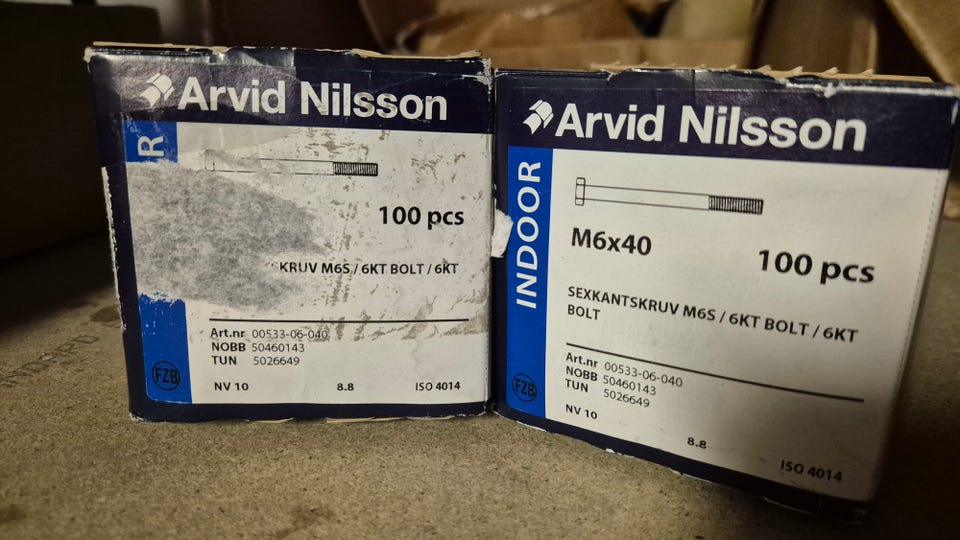 Arvid Nilsson
R
100 pcs
KRUV M6S / 6KT BOLT / 6KT
Art.nr 00533-06-040
NOBB 50460143
TUN 5026649
FZB
NV 10 8.8 ISO 4014
Arvid Nilsson
INDOOR
M6x40 100 pcs
SEXKANTSKRUV M6S / 6KT BOLT / 6KT
BOLT
Art.nr 00533-06-040
NOBB 50460143
TUN 5026649
FZB
NV 10 8.8 ISO 4014